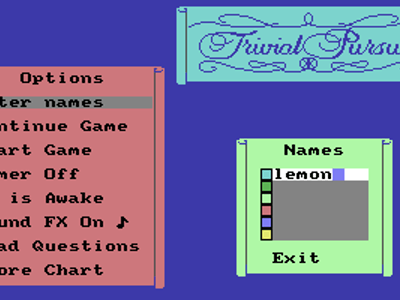 Trivial Pursu
Options
ter names
ntinue Game
art Game
mer Off
is Awake
und FX On ♪
ad Questions
ore Chart
Names
lemon
Exit